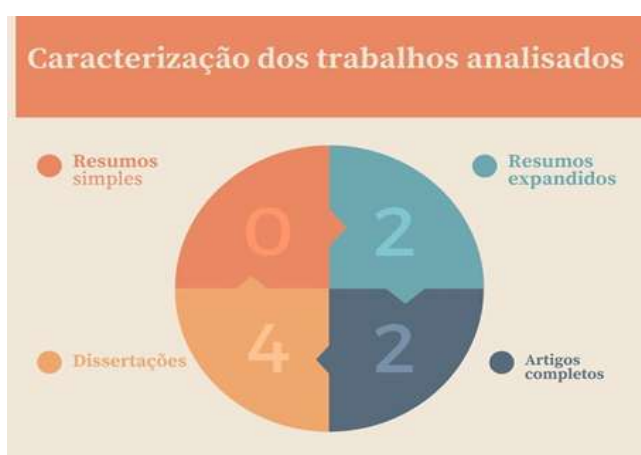 Caracterização dos trabalhos analisados
Resumos
simples
Resumos
expandidos
0
2
4
2
Dissertações
Artigos
completos